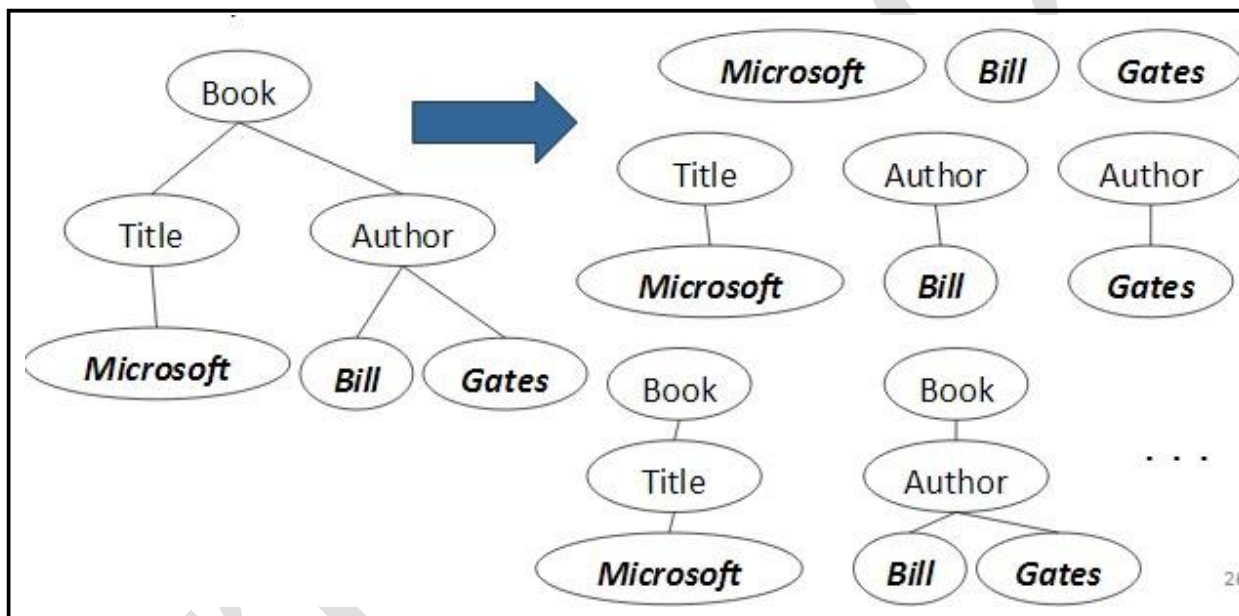 Book
Title Author
Microsoft Bill Gates
Microsoft Bill Gates
Title Author Author
Microsoft Bill Gates
Book Book
Title Author . . .
Microsoft Bill Gates